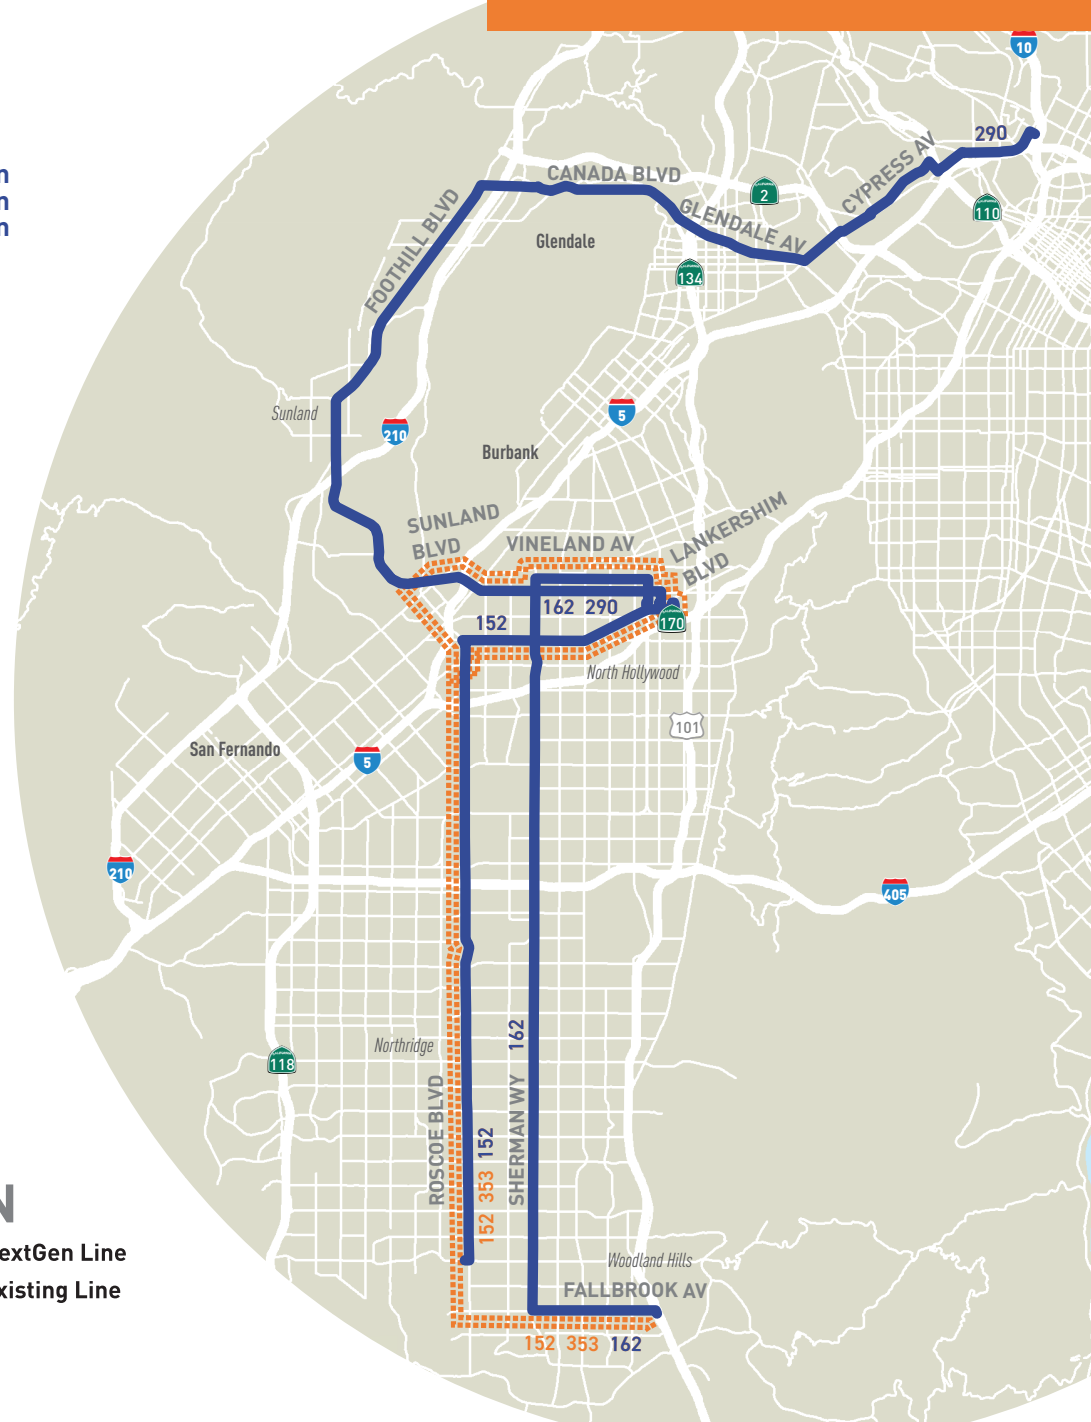 n
n
n
10
290
CANADA BLVD
CYPRESS AV
2
GLENDALE AV
110
FOOTHILL BLVD
Glendale
134
Sunland
5
210
Burbank
SUNLAND
BLVD
VINELAND AV
LANKERSHIM
BLVD
162 290
152
170
North Hollywood
101
San Fernando
5
210
405
162
Northridge
118
ROSCOE BLVD
152 353 152
SHERMAN WY
N
extGen Line
xisting Line
Woodland Hills
FALLBROOK AV
152 353 162